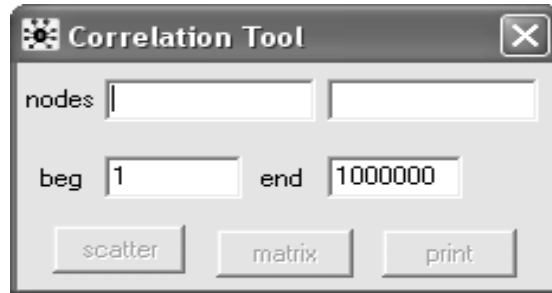 Correlation Tool
nodes
beg 1 end 1000000
scatter matrix print